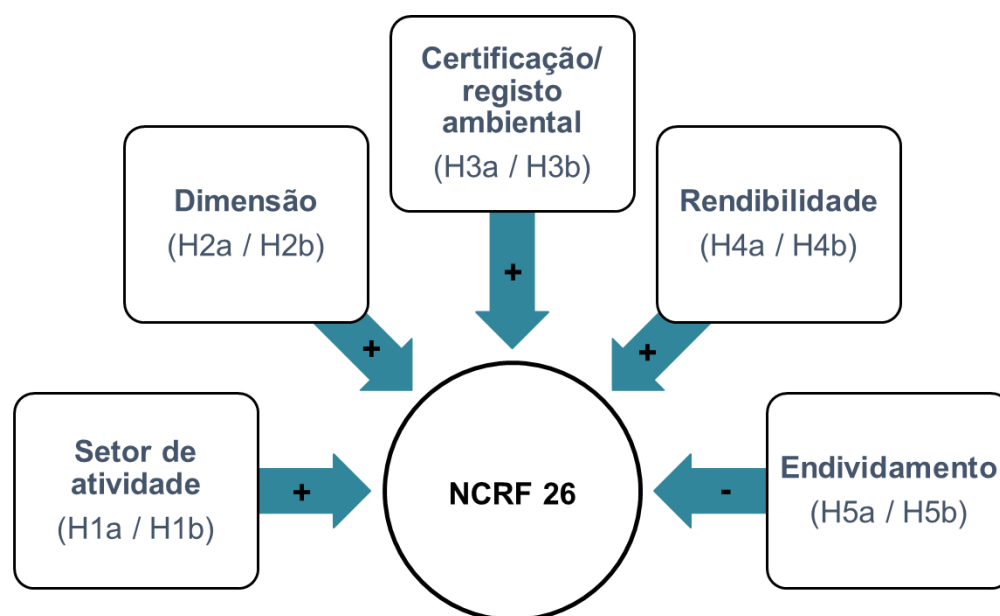 Certificação/
registo
ambiental
(H3a / H3b)
Dimensão
(H2a / H2b)
Rendibilidade
(H4a / H4b)
+
+
+
Setor de
atividade
(H1a / H1b)
+
NCRF 26
-
Endividamento
(H5a / H5b)